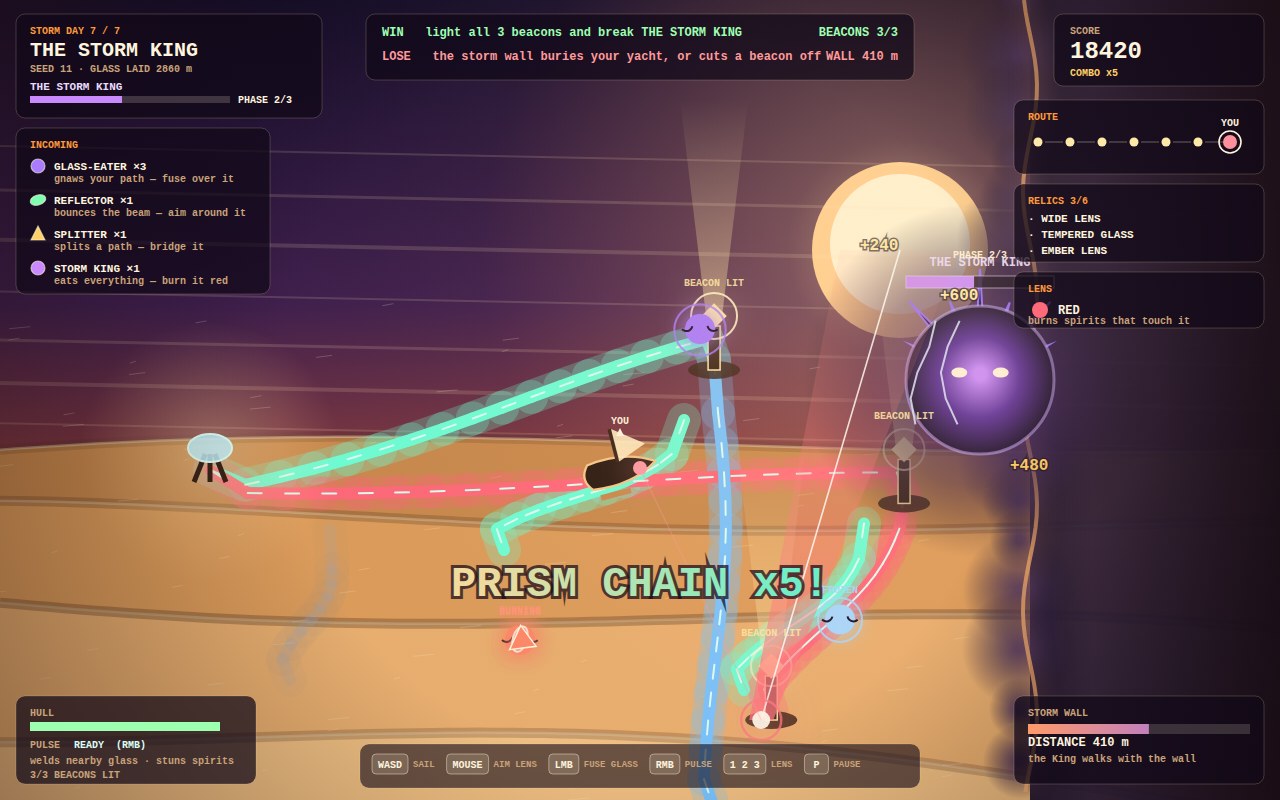 STORM DAY 7 / 7
THE STORM KING
SEED 11 · GLASS LAID 2860 m
THE STORM KING
PHASE 2/3
WIN light all 3 beacons and break THE STORM KING BEACONS 3/3
LOSE the storm wall buries your yacht, or cuts a beacon off WALL 410 m
SCORE
18420
COMBO x5
INCOMING
GLASS-EATER ×3
gnaws your path — fuse over it
REFLECTOR ×1
bounces the beam — aim around it
SPLITTER ×1
splits a path — bridge it
STORM KING ×1
eats everything — burn it red
ROUTE
YOU
RELICS 3/6
· WIDE LENS
· TEMPERED GLASS
· EMBER LENS
LENS
RED
burns spirits that touch it
+240
PHASE 2/3
THE STORM KING
+600
BEACON LIT
BEACON LIT
YOU
+480
PRISM CHAIN x5!
BURNING
BEACON LIT
HULL
PULSE READY (RMB)
welds nearby glass · stuns spirits
3/3 BEACONS LIT
WASD SAIL MOUSE AIM LENS LMB FUSE GLASS RMB PULSE 1 2 3 LENS P PAUSE
STORM WALL
DISTANCE 410 m
the King walks with the wall